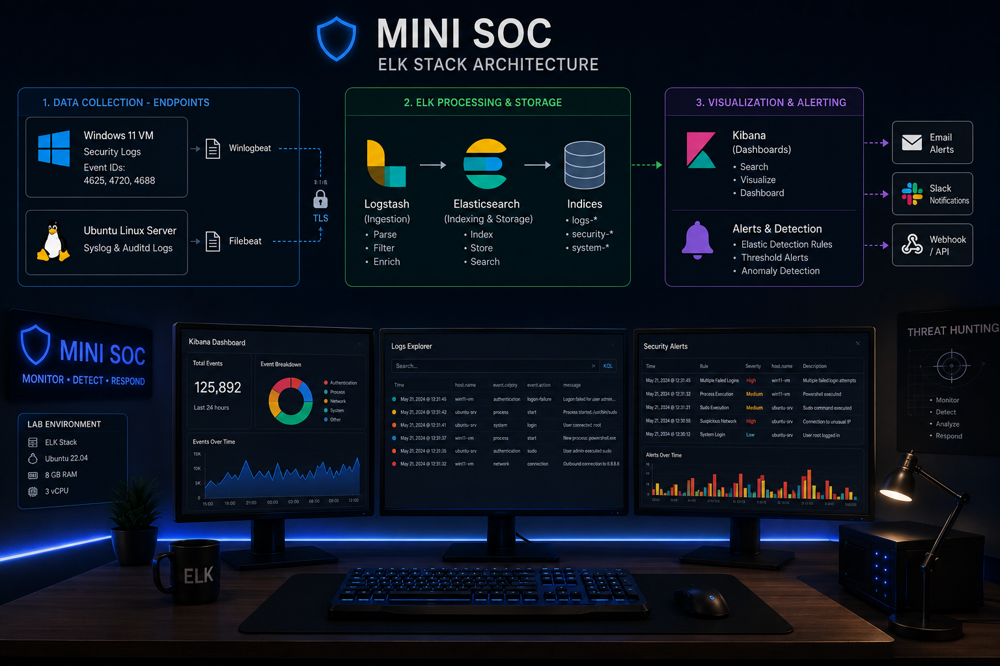 MINI SOC
ELK STACK ARCHITECTURE
1. DATA COLLECTION - ENDPOINTS
Windows 11 VM
Security Logs
Event IDs:
4625, 4720, 4688
Winlogbeat
Ubuntu Linux Server
Syslog & Auditd Logs
Filebeat
TLS
2. ELK PROCESSING & STORAGE
Logstash
(Ingestion)
• Parse
• Filter
• Enrich
Elasticsearch
(Indexing & Storage)
• Index
• Store
• Search
Indices
• logs-*
• security-*
• system-*
3. VISUALIZATION & ALERTING
Kibana
(Dashboards)
• Search
• Visualize
• Dashboard
Alerts & Detection
• Elastic Detection Rules
• Threshold Alerts
• Anomaly Detection
Email
Alerts
Slack
Notifications
Webhook
/ API
MINI SOC
MONITOR • DETECT • RESPOND
LAB ENVIRONMENT
ELK Stack
Ubuntu 22.04
8 GB RAM
3 vCPU
Kibana Dashboard
Total Events
125,892
Last 24 hours
Event Breakdown
Authentication
Process
Network
System
Other
Events Over Time
15K
10K
5K
0
15:00 21:00 00:00 12:00
Logs Explorer
Search... KQL
Time host.name event.category event.action message
May 21, 2024 @ 12:31:45 win11-vm authentication logon-failure Logon failed for user admin...
May 21, 2024 @ 12:31:42 ubuntu-srv process start Process started: /usr/bin/sudo
May 21, 2024 @ 12:31:41 ubuntu-srv system login User connected: root
May 21, 2024 @ 12:31:37 win11-vm process start New process: powershell.exe
May 21, 2024 @ 12:31:35 ubuntu-srv authentication sudo User admin executed sudo
May 21, 2024 @ 12:31:32 win11-vm network connection Outbound connection to 8.8.8.8
Security Alerts
Time Rule Severity host.name Description
May 21, 2024 @ 12:31:45 Multiple Failed Logins High win11-vm Multiple failed login attempts
May 21, 2024 @ 12:31:32 Process Execution Medium win11-vm Powershell executed
May 21, 2024 @ 12:31:21 Sudo Execution Medium ubuntu-srv Sudo command executed
May 21, 2024 @ 12:30:56 Suspicious Network High ubuntu-srv Connection to unusual IP
May 21, 2024 @ 12:30:12 System Login Low ubuntu-srv User root logged in
Alerts Over Time
THREAT HUNTING
• Monitor
• Detect
• Analyze
• Respond
ELK